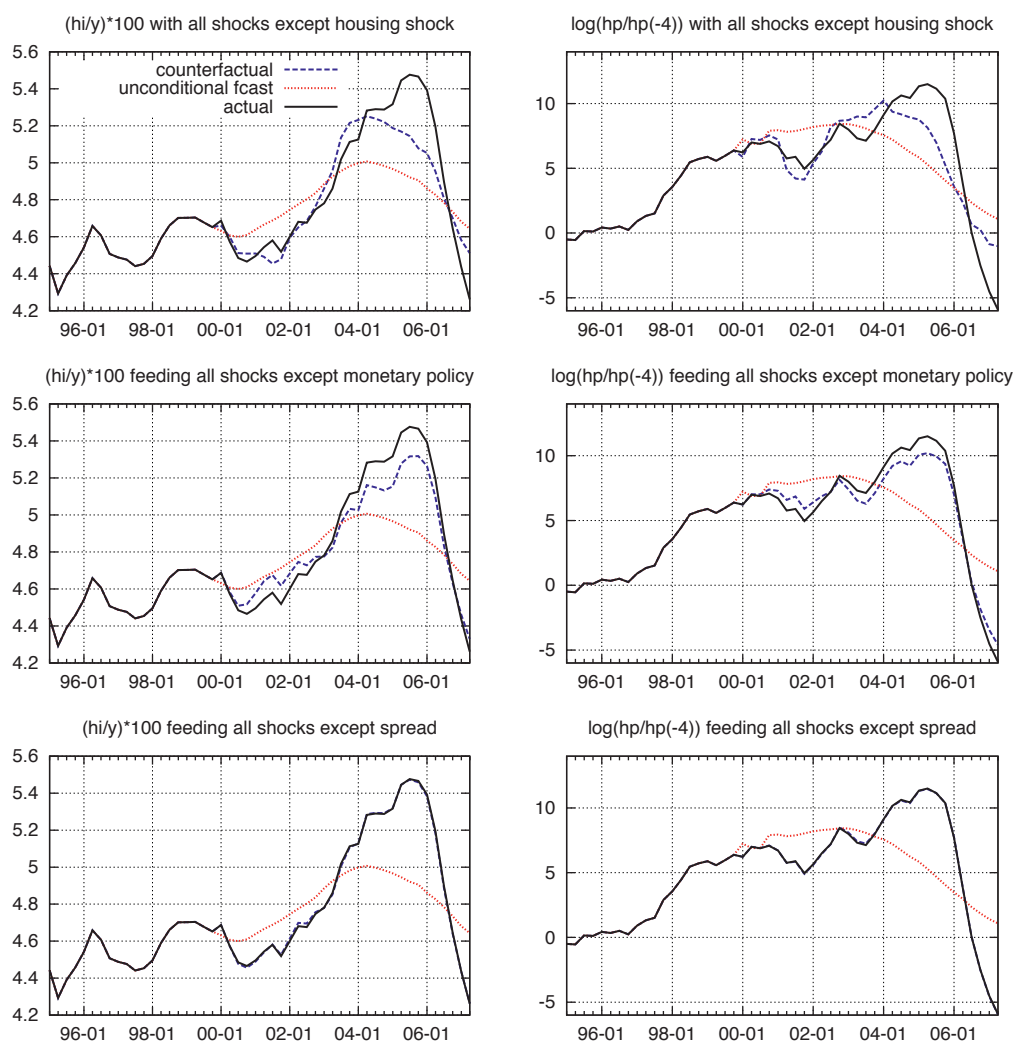 (hi/y)*100 with all shocks except housing shock
5.6
5.4
5.2
5
4.8
4.6
4.4
4.2
counterfactual
unconditional fcast
actual
96-01 98-01 00-01 02-01 04-01 06-01
log(hp/hp(-4)) with all shocks except housing shock
10
5
0
-5
96-01 98-01 00-01 02-01 04-01 06-01
(hi/y)*100 feeding all shocks except monetary policy
5.6
5.4
5.2
5
4.8
4.6
4.4
4.2
96-01 98-01 00-01 02-01 04-01 06-01
log(hp/hp(-4)) feeding all shocks except monetary policy
10
5
0
-5
96-01 98-01 00-01 02-01 04-01 06-01
(hi/y)*100 feeding all shocks except spread
5.6
5.4
5.2
5
4.8
4.6
4.4
4.2
96-01 98-01 00-01 02-01 04-01 06-01
log(hp/hp(-4)) feeding all shocks except spread
10
5
0
-5
96-01 98-01 00-01 02-01 04-01 06-01